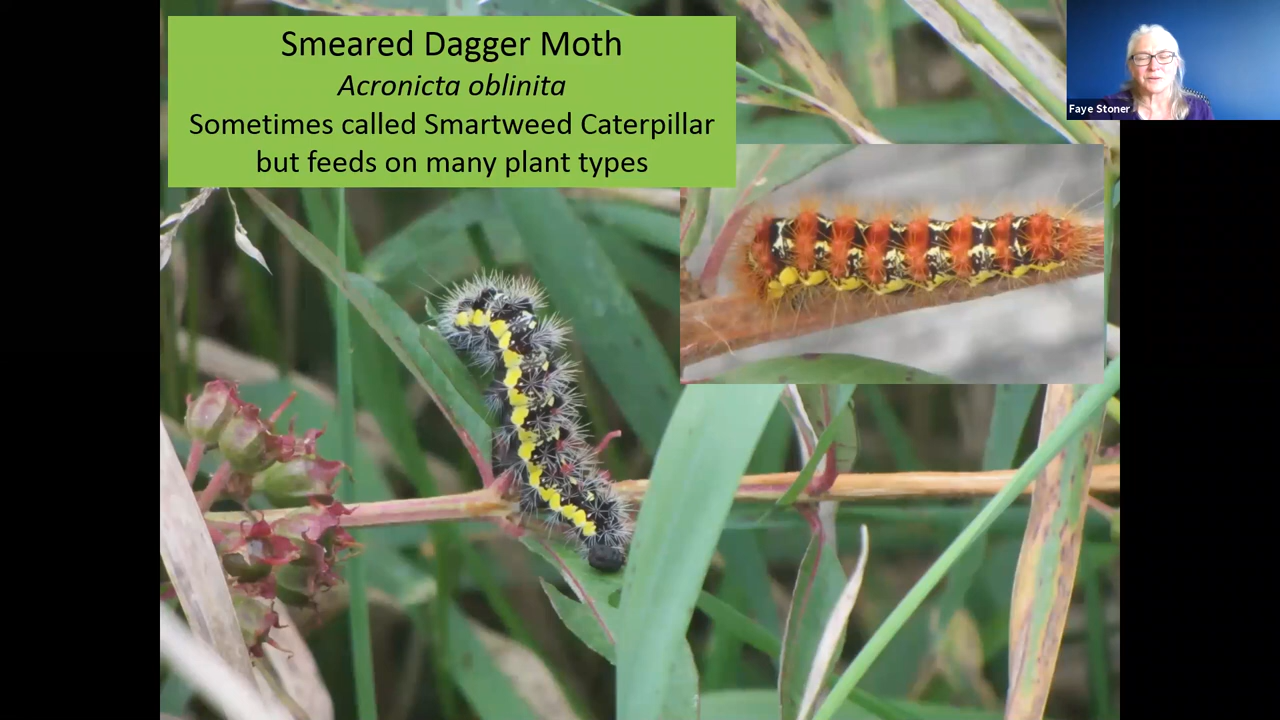 Smeared Dagger Moth
Acronicta oblinita
Sometimes called Smartweed Caterpillar
but feeds on many plant types
Faye Stoner